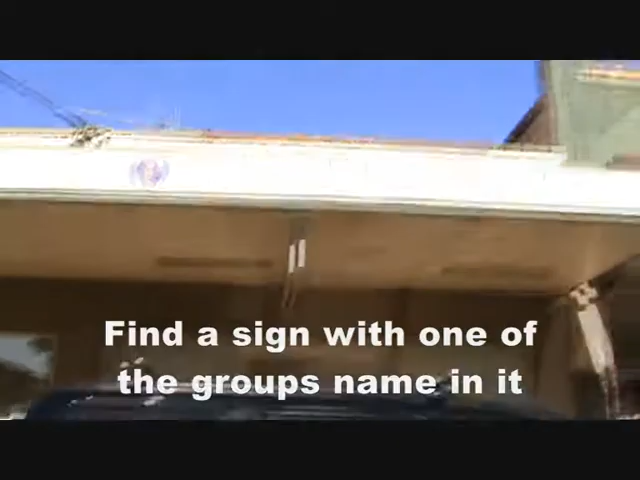 Find a sign with one of
the groups name in it